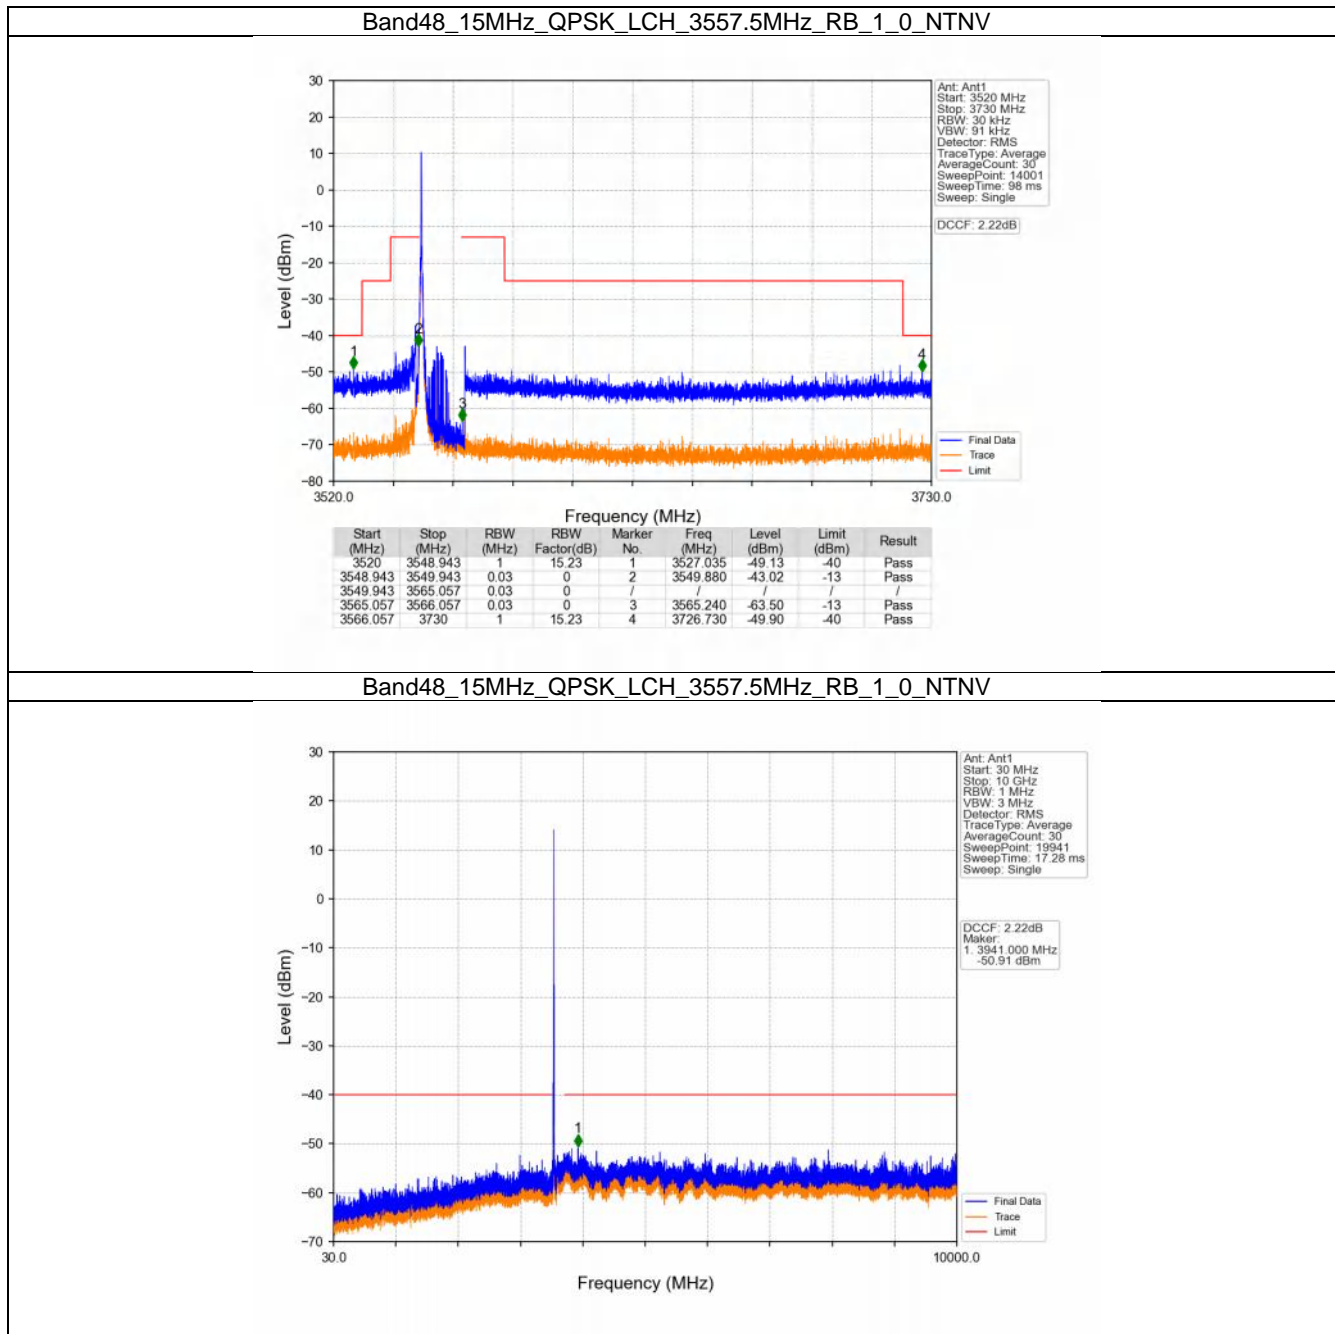 Band48_15MHz_QPSK_LCH_3557.5MHz_RB_1_0_NTNV
30
20
10
0
−10
−20
−30
−40
−50
−60
−70
−80
Level (dBm)
1
2
3
4
3520.0
3730.0
Frequency (MHz)
Ant: Ant1
Start: 3520 MHz
Stop: 3730 MHz
RBW: 30 kHz
VBW: 91 kHz
Detector: RMS
TraceType: Average
AverageCount: 30
SweepPoint: 14001
SweepTime: 98 ms
Sweep: Single
DCCF: 2.22dB
Final Data
Trace
Limit
Start (MHz) Stop (MHz) RBW (MHz) RBW Factor(dB) Marker No. Freq (MHz) Level (dBm) Limit (dBm) Result
3520 3548.943 1 15.23 1 3527.035 -49.13 -40 Pass
3548.943 3549.943 0.03 0 2 3549.880 -43.02 -13 Pass
3549.943 3565.057 0.03 0 / / / / /
3565.057 3566.057 0.03 0 3 3565.240 -63.50 -13 Pass
3566.057 3730 1 15.23 4 3726.730 -49.90 -40 Pass
Band48_15MHz_QPSK_LCH_3557.5MHz_RB_1_0_NTNV
30
20
10
0
−10
−20
−30
−40
−50
−60
−70
Level (dBm)
1
30.0
10000.0
Frequency (MHz)
Ant: Ant1
Start: 30 MHz
Stop: 10 GHz
RBW: 1 MHz
VBW: 3 MHz
Detector: RMS
TraceType: Average
AverageCount: 30
SweepPoint: 19941
SweepTime: 17.28 ms
Sweep: Single
DCCF: 2.22dB
Maker:
1. 3941.000 MHz
-50.91 dBm
Final Data
Trace
Limit